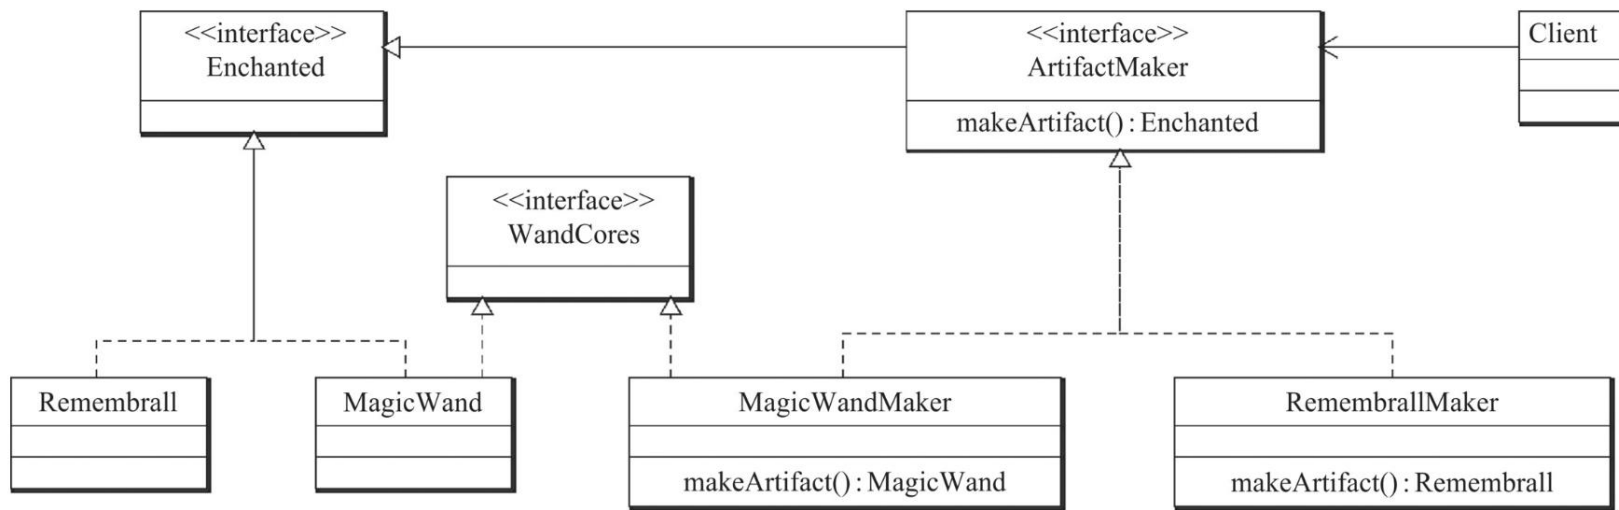 <<interface>>
Enchanted
<<interface>>
ArtifactMaker
makeArtifact() : Enchanted
Client
<<interface>>
WandCores
Remembrall
MagicWand
MagicWandMaker
makeArtifact() : MagicWand
RemembrallMaker
makeArtifact() : Remembrall